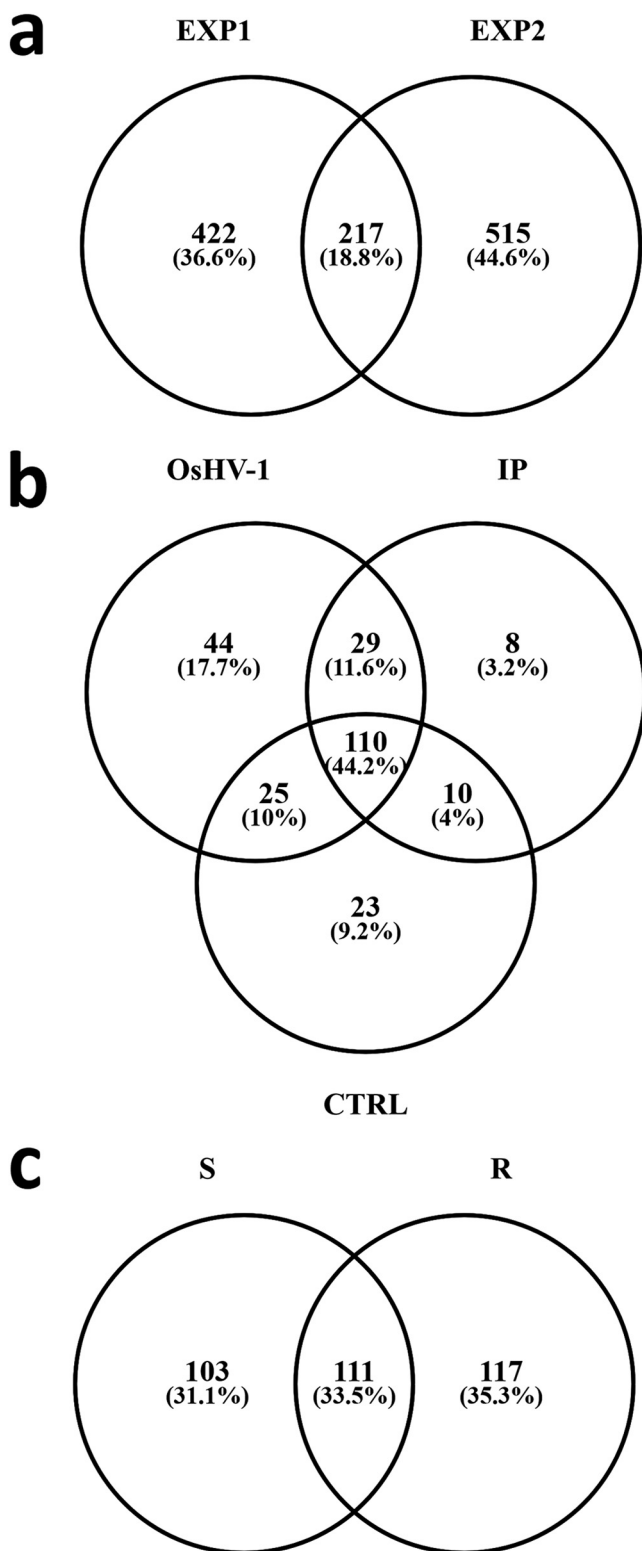 a
EXP1 EXP2
422 217 515
(36.6%) (18.8%) (44.6%)
b
OsHV-1 IP
44 29 8
(17.7%) (11.6%) (3.2%)
110
(44.2%)
25 10
(10%) (4%)
23
(9.2%)
CTRL
c
S R
103 111 117
(31.1%) (33.5%) (35.3%)